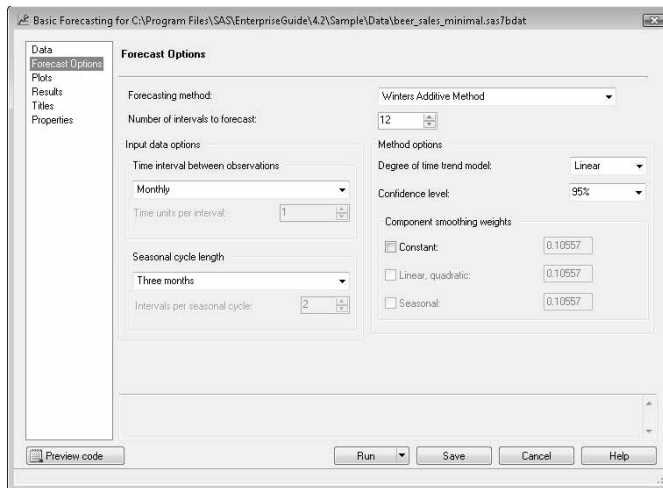 Basic Forecasting for C:\Program Files\SAS\EnterpriseGuide\4.2\Sample\Data\beer_sales_minimal.sas7bdat
Data
Forecast Options
Plots
Results
Titles
Properties
Forecast Options
Forecasting method: Winters Additive Method
Number of intervals to forecast: 12
Input data options
Time interval between observations
Monthly
Time units per interval: 1
Seasonal cycle length
Three months
Intervals per seasonal cycle: 2
Method options
Degree of time trend model: Linear
Confidence level: 95%
Component smoothing weights
Constant: 0.10557
Linear, quadratic: 0.10557
Seasonal: 0.10557
Preview code
Run
Save
Cancel
Help